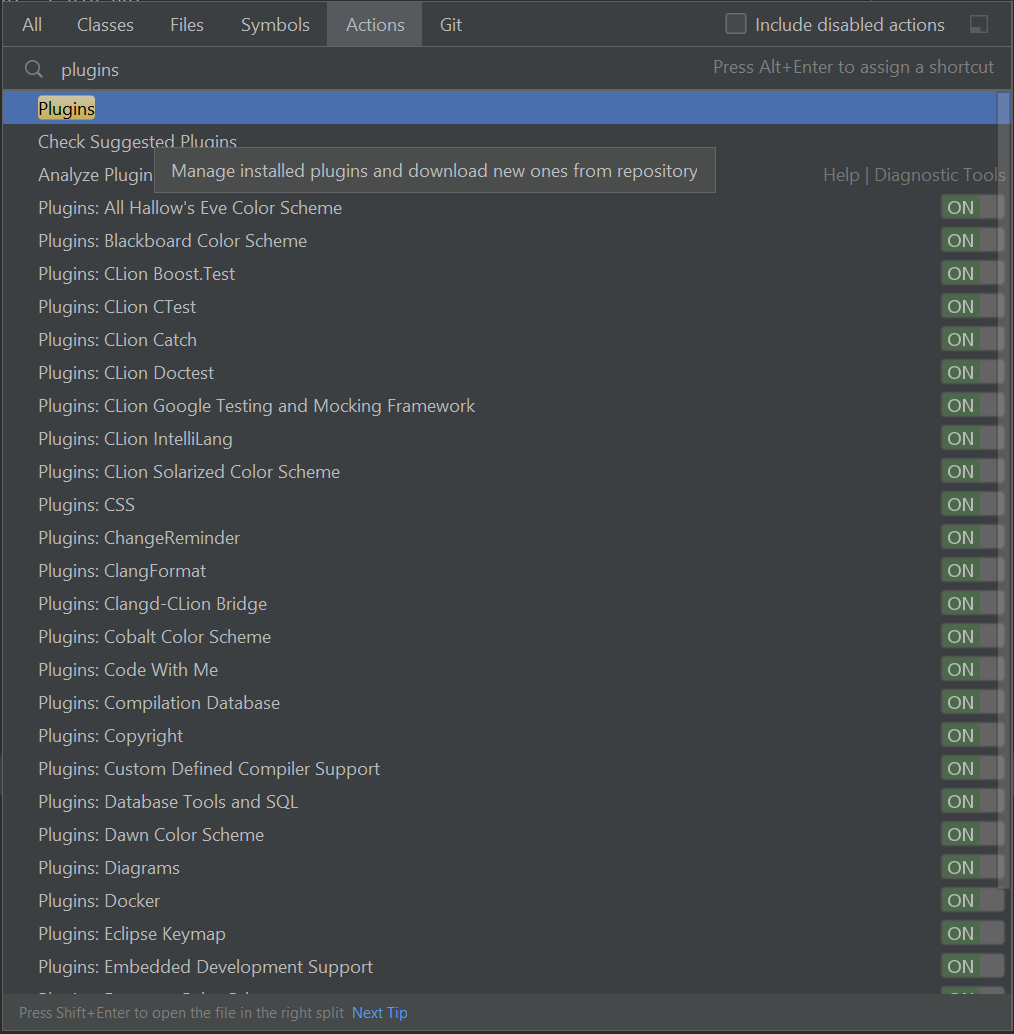 All Classes Files Symbols Actions Git Include disabled actions
plugins Press Alt+Enter to assign a shortcut
Plugins
Check Suggested Plugins
Manage installed plugins and download new ones from repository
Analyze Plugin Help | Diagnostic Tools
Plugins: All Hallow's Eve Color Scheme ON
Plugins: Blackboard Color Scheme ON
Plugins: CLion Boost.Test ON
Plugins: CLion CTest ON
Plugins: CLion Catch ON
Plugins: CLion Doctest ON
Plugins: CLion Google Testing and Mocking Framework ON
Plugins: CLion IntelliLang ON
Plugins: CLion Solarized Color Scheme ON
Plugins: CSS ON
Plugins: ChangeReminder ON
Plugins: ClangFormat ON
Plugins: Clangd-CLion Bridge ON
Plugins: Cobalt Color Scheme ON
Plugins: Code With Me ON
Plugins: Compilation Database ON
Plugins: Copyright ON
Plugins: Custom Defined Compiler Support ON
Plugins: Database Tools and SQL ON
Plugins: Dawn Color Scheme ON
Plugins: Diagrams ON
Plugins: Docker ON
Plugins: Eclipse Keymap ON
Plugins: Embedded Development Support ON
Press Shift+Enter to open the file in the right split Next Tip